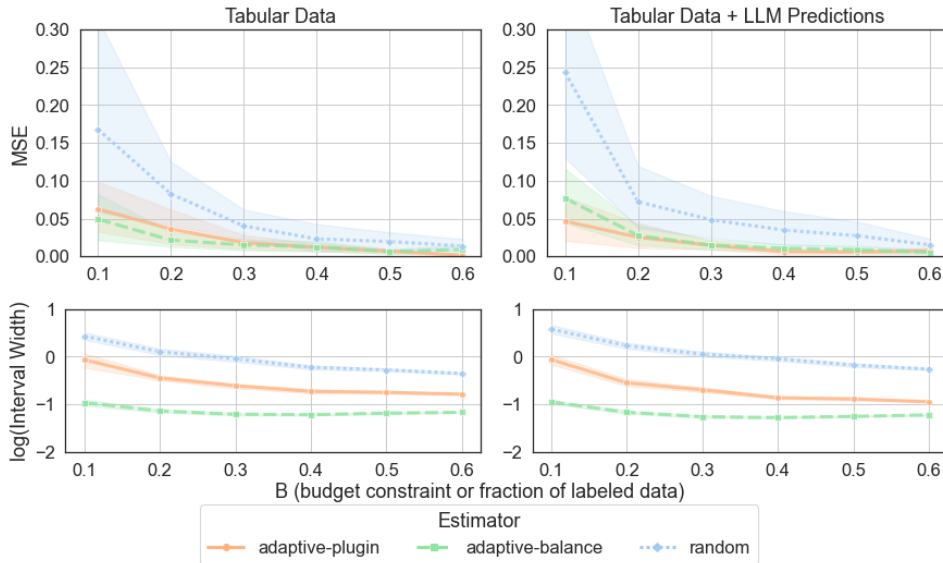 Tabular Data
Tabular Data + LLM Predictions
MSE
0.30
0.25
0.20
0.15
0.10
0.05
0.00
0.1 0.2 0.3 0.4 0.5 0.6
0.30
0.25
0.20
0.15
0.10
0.05
0.00
0.1 0.2 0.3 0.4 0.5 0.6
log(Interval Width)
1
0
−1
−2
0.1 0.2 0.3 0.4 0.5 0.6
1
0
−1
−2
0.1 0.2 0.3 0.4 0.5 0.6
B (budget constraint or fraction of labeled data)
Estimator
adaptive-plugin adaptive-balance random